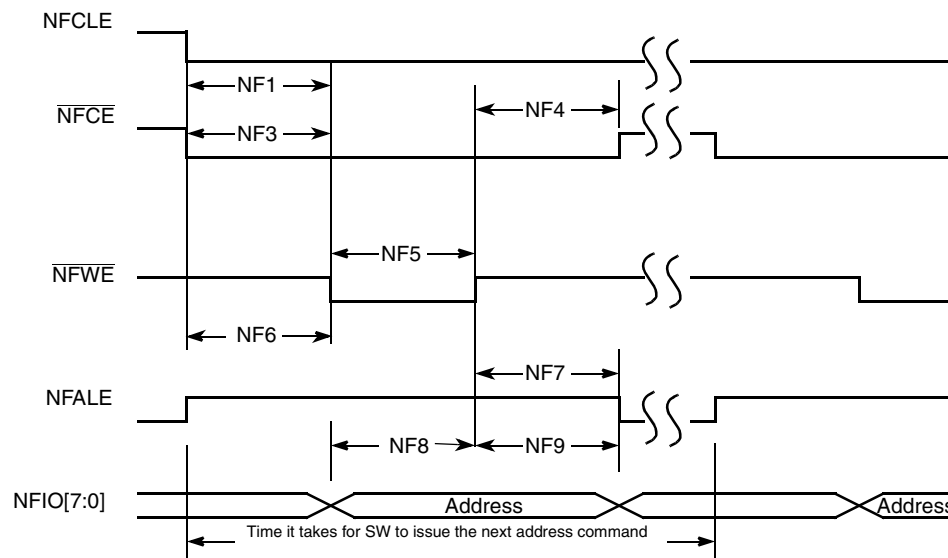 NFCLE
NF1
NFCE
NF3
NF4
NF5
NFWE
NF6
NF7
NFALE
NF8
NF9
NFIO[7:0]
Address
Address
Time it takes for SW to issue the next address command